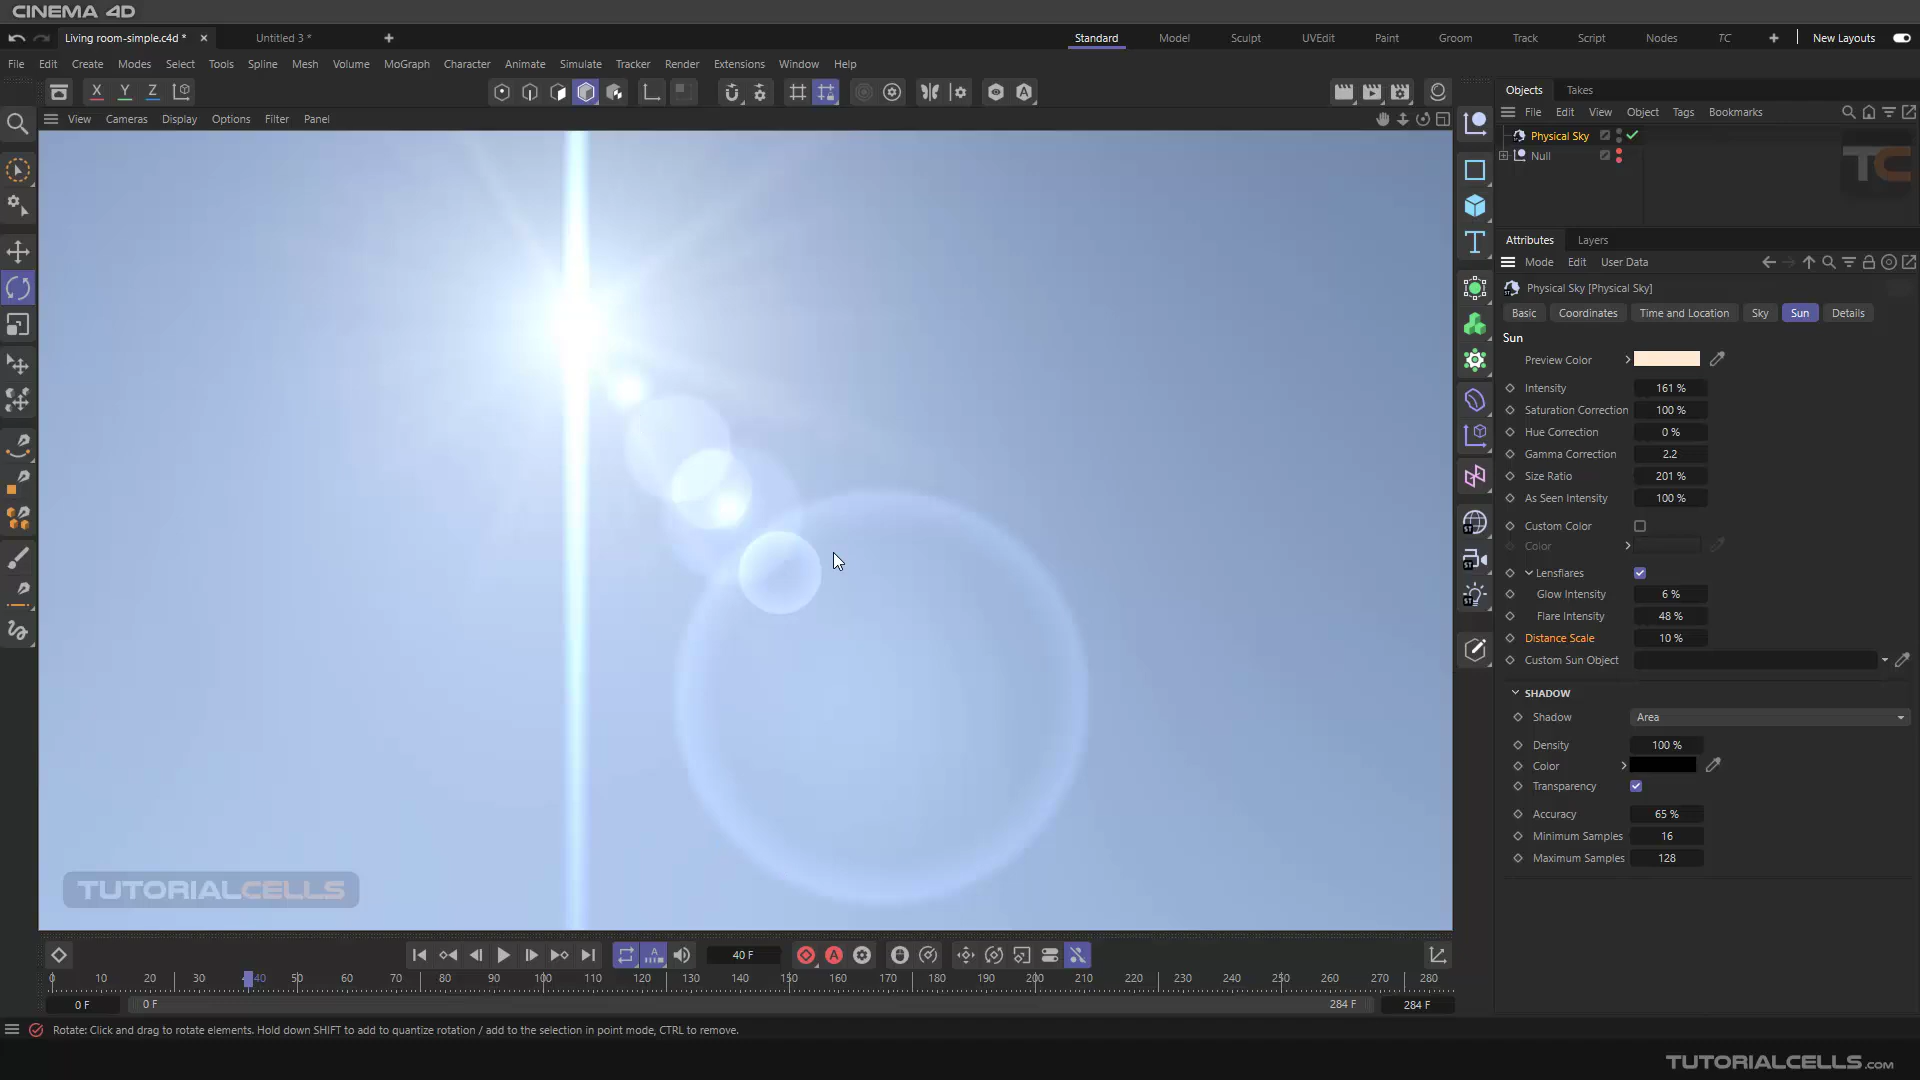 CINEMA 4D
Living room-simple.c4d * × Untitled 3 * +
Standard Model Sculpt UVEdit Paint Groom Track Script Nodes TC + New Layouts
File Edit Create Modes Select Tools Spline Mesh Volume MoGraph Character Animate Simulate Tracker Render Extensions Window Help
X Y Z
Objects Takes
View Cameras Display Options Filter Panel
File Edit View Object Tags Bookmarks
Physical Sky
Null
TC
Attributes Layers
Mode Edit User Data
Physical Sky [Physical Sky]
Basic Coordinates Time and Location Sky Sun Details
Sun
Preview Color
Intensity 161 %
Saturation Correction 100 %
Hue Correction 0 %
Gamma Correction 2.2
Size Ratio 201 %
As Seen Intensity 100 %
Custom Color
Color
Lensflares
Glow Intensity 6 %
Flare Intensity 48 %
Distance Scale 10 %
Custom Sun Object
SHADOW
Shadow Area
Density 100 %
Color
Transparency
Accuracy 65 %
Minimum Samples 16
Maximum Samples 128
TUTORIALCELLS
40 F
0 10 20 30 40 50 60 70 80 90 100 110 120 130 140 150 160 170 180 190 200 210 220 230 240 250 260 270 280
0 F 0 F 284 F 284 F
Rotate: Click and drag to rotate elements. Hold down SHIFT to add to quantize rotation / add to the selection in point mode, CTRL to remove.
TUTORIALCELLS.COM